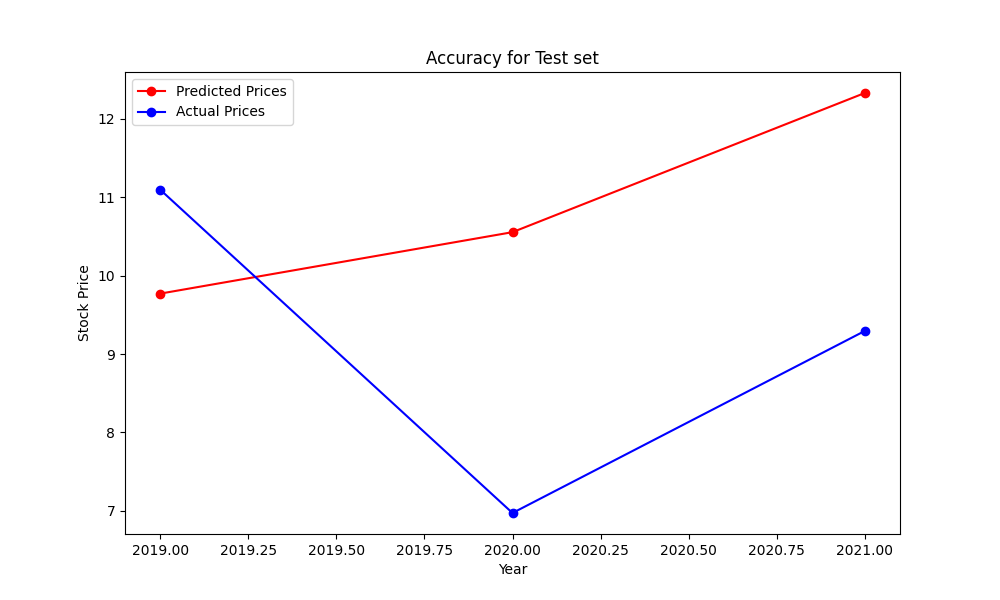 Accuracy for Test set
Predicted Prices
Actual Prices
Stock Price
12
11
10
9
8
7
2019.00 2019.25 2019.50 2019.75 2020.00 2020.25 2020.50 2020.75 2021.00
Year